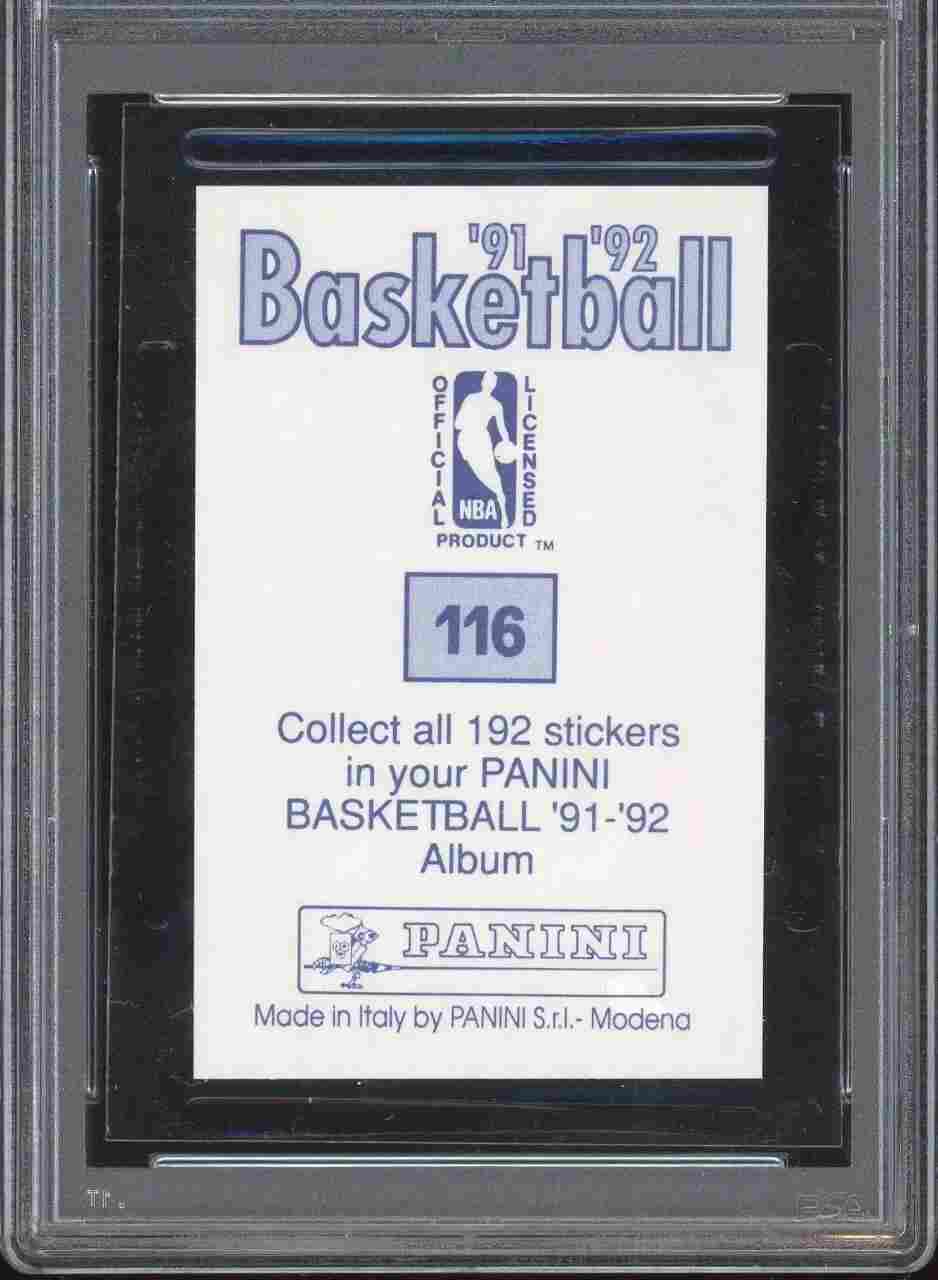 '91 '92
Basketball
OFFICIAL
LICENSED
NBA
PRODUCT ™
116
Collect all 192 stickers
in your PANINI
BASKETBALL '91-'92
Album
PANINI
Made in Italy by PANINI S.r.l.- Modena